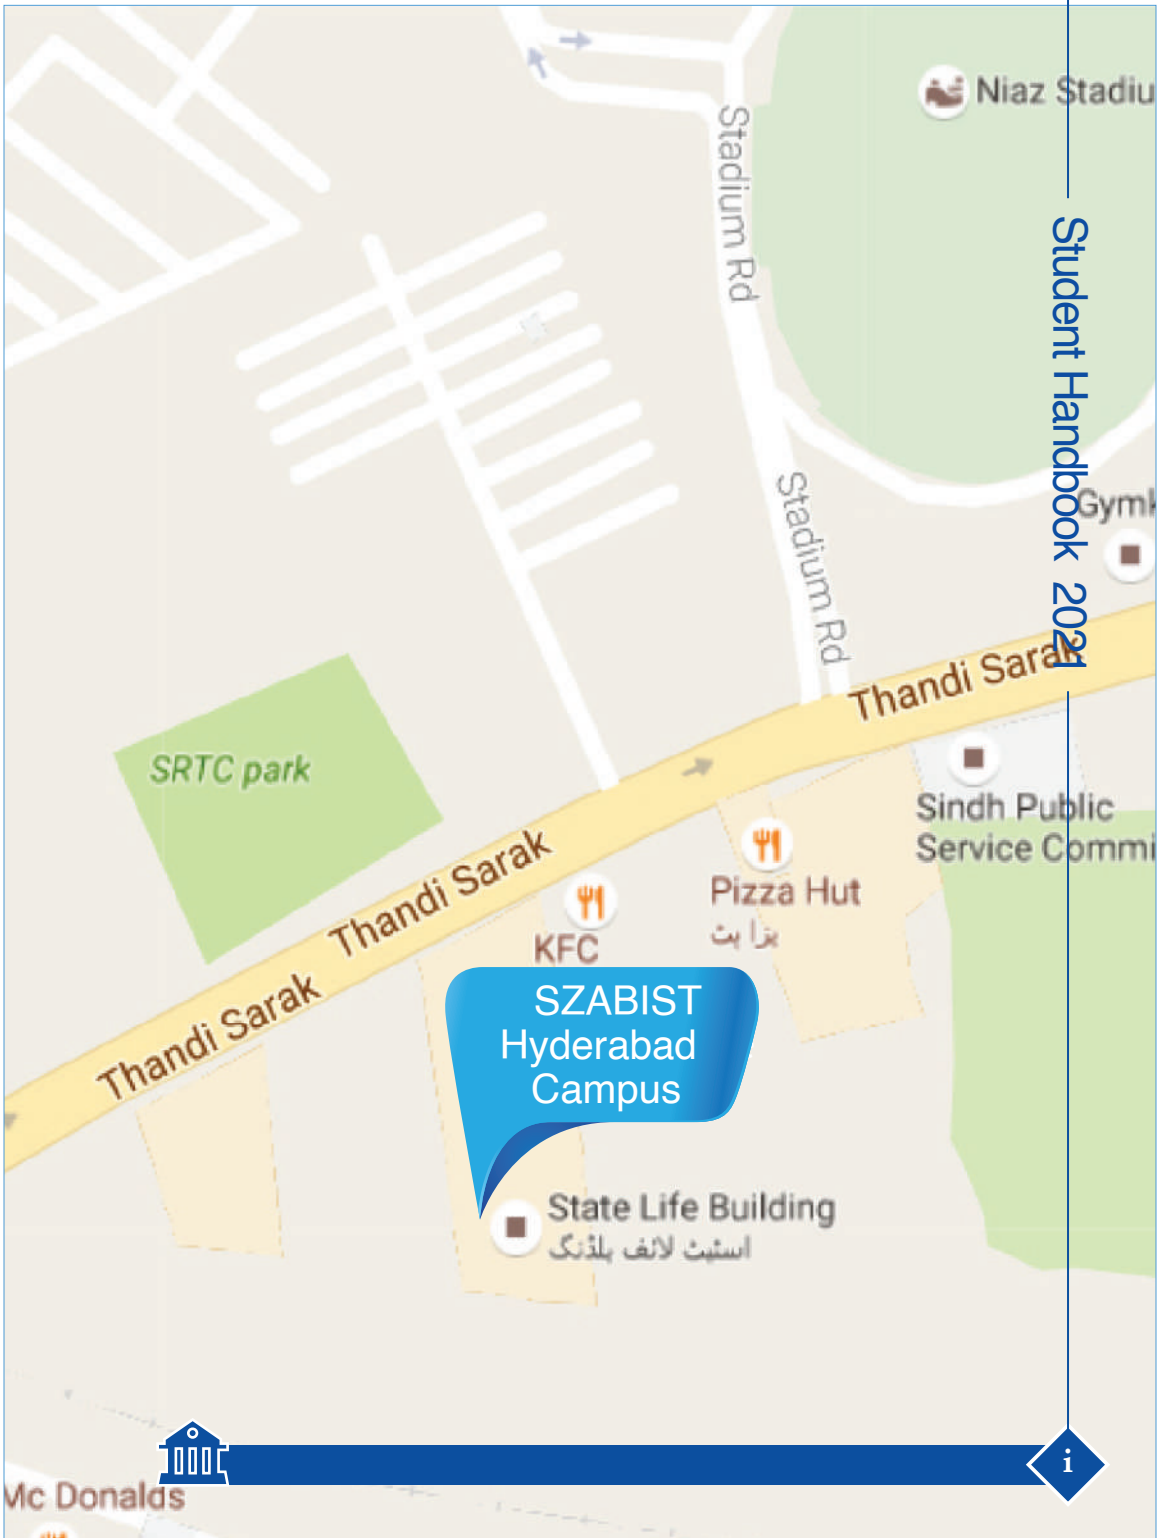 Niaz Stadiu
Stadium Rd
Student Handbook 2021
Stadium Rd
Gymk
Thandi Sarak
SRTC park
Sindh Public
Service Commi
Thandi Sarak
Pizza Hut
پزا ہٹ
KFC
Thandi Sarak
SZABIST
Hyderabad
Campus
State Life Building
اسٹیٹ لائف بلڈنگ
i
Mc Donalds